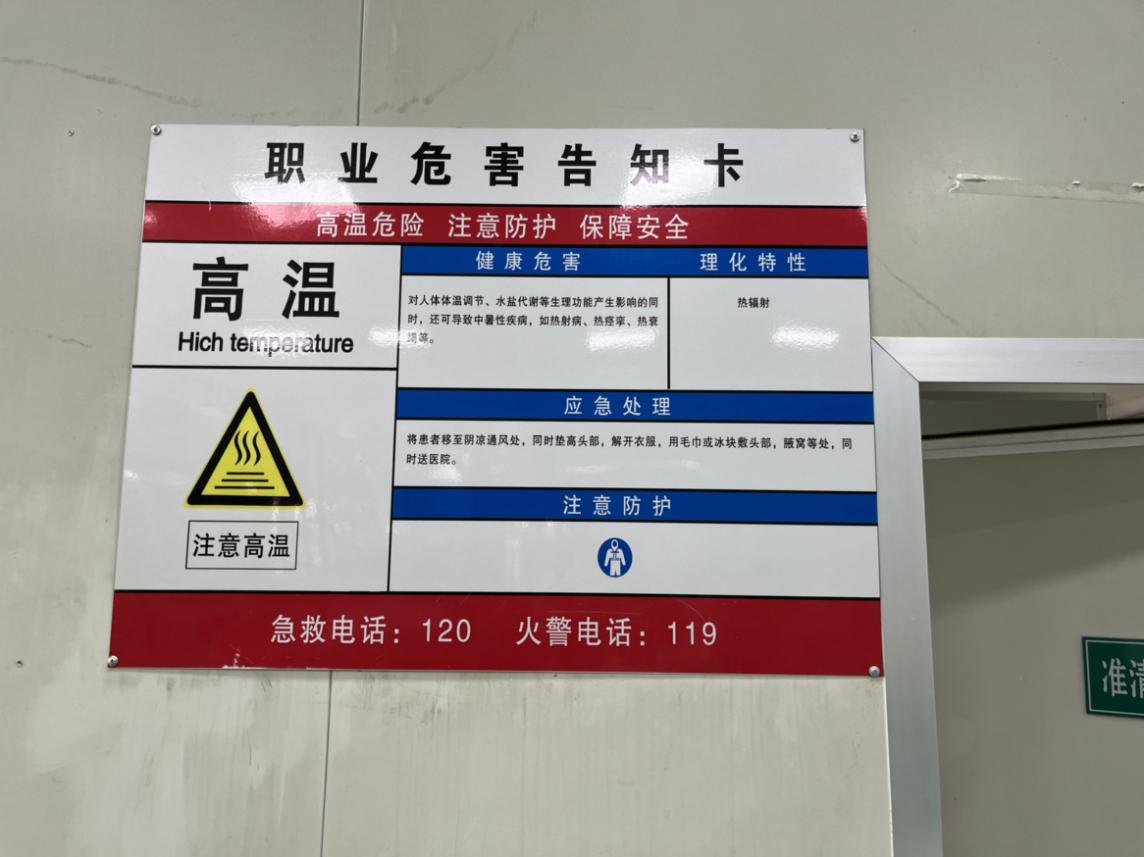 职业危害告知卡
高温危险 注意防护 保障安全
高温
Hich temperature
注意高温
健康危害
对人体体温调节、水盐代谢等生理功能产生影响的同
时，还可导致中暑性疾病，如热射病、热痉挛、热衰
竭等。
理化特性
热辐射
应急处理
将患者移至阴凉通风处，同时垫高头部，解开衣服，用毛巾或冰块敷头部，腋窝等处，同
时送医院。
注意防护
急救电话：120 火警电话：119
准清